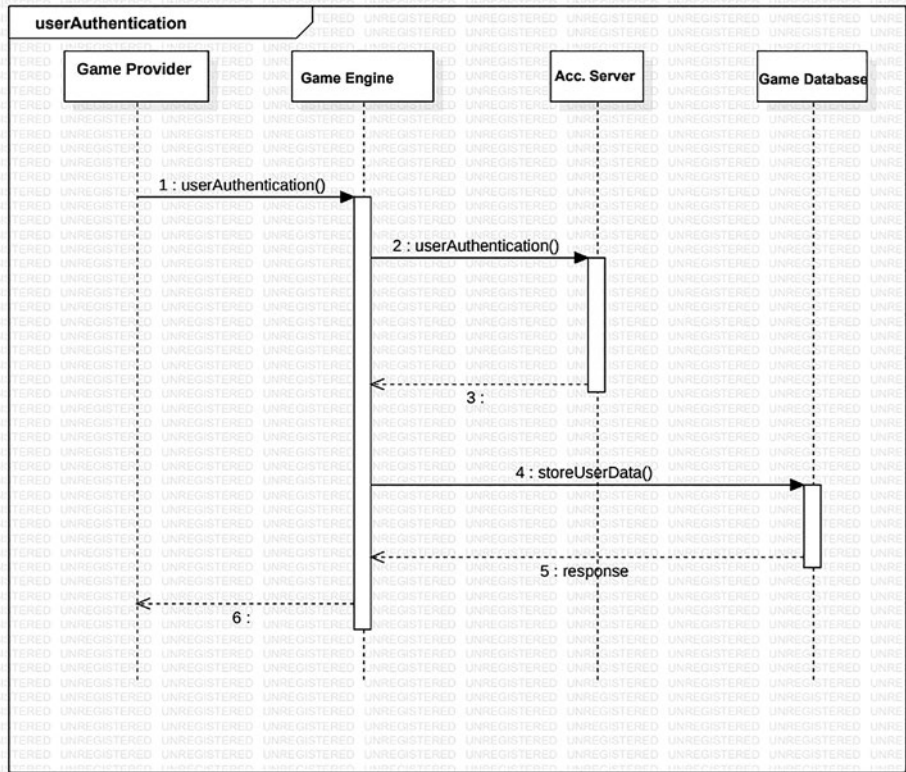 userAuthentication
Game Provider
Game Engine
Acc. Server
Game Database
1 : userAuthentication()
2 : userAuthentication()
3 :
4 : storeUserData()
5 : response
6 :
UNREGISTERED